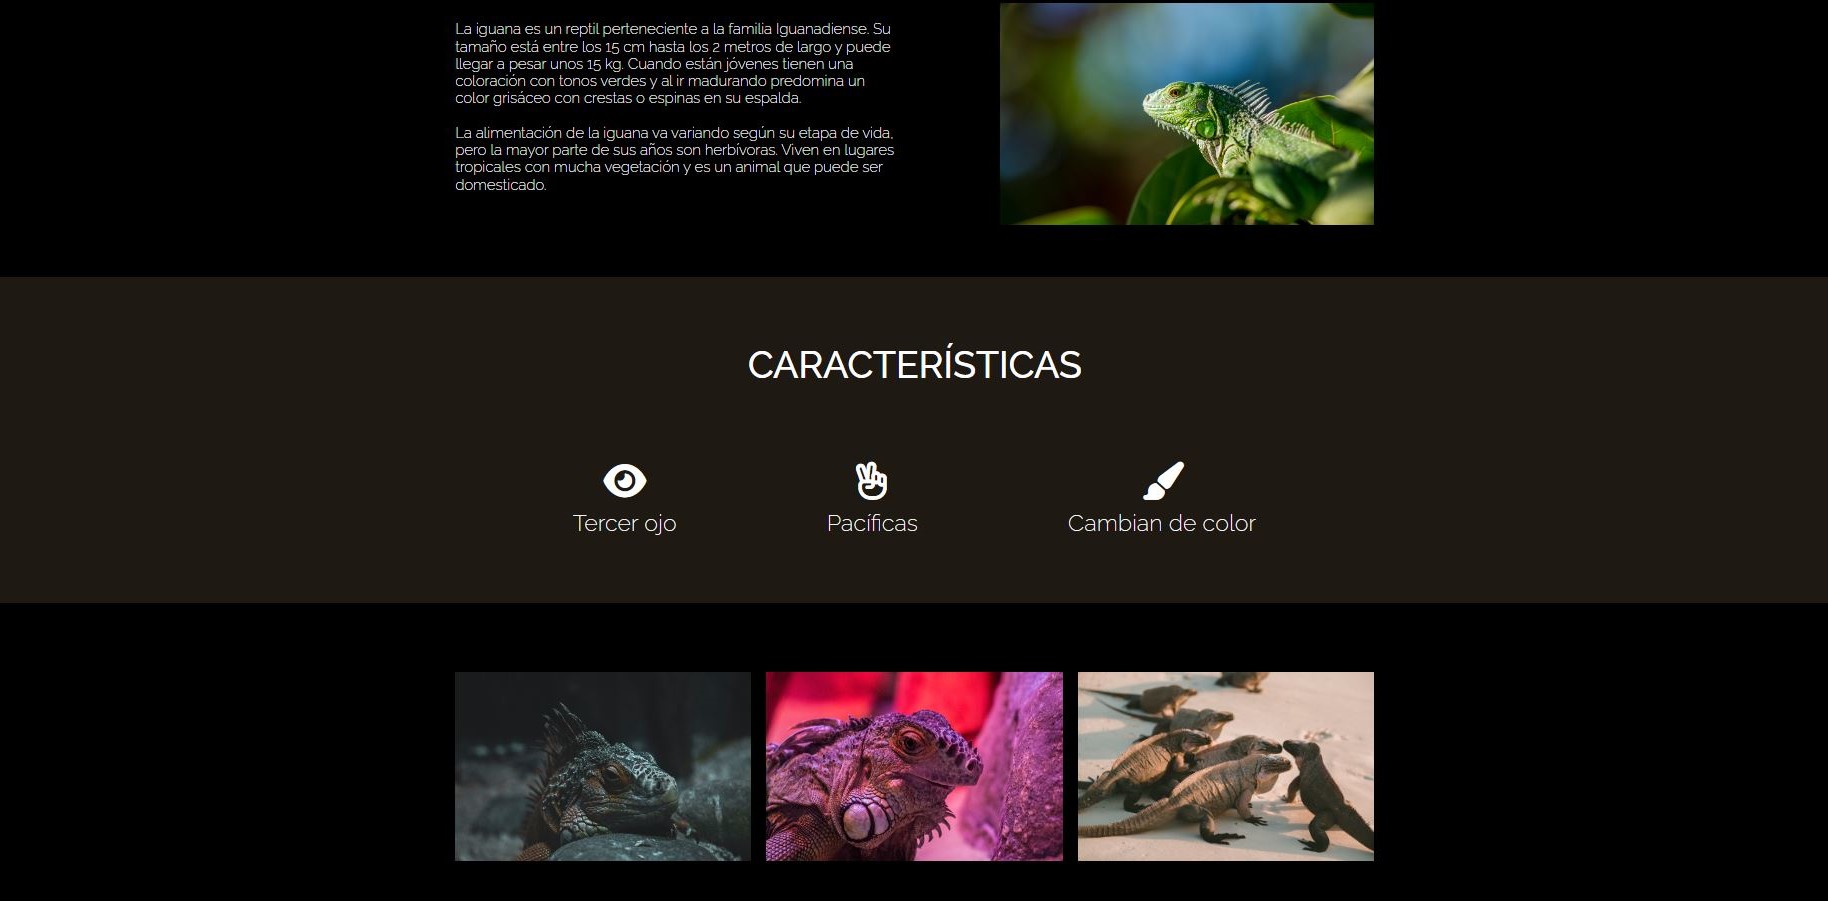 La iguana es un reptil perteneciente a la familia Iguanadiense. Su
tamaño está entre los 15 cm hasta los 2 metros de largo y puede
llegar a pesar unos 15 kg. Cuando están jóvenes tienen una
coloración con tonos verdes y al ir madurando predomina un
color grisáceo con crestas o espinas en su espalda.
La alimentación de la iguana va variando según su etapa de vida,
pero la mayor parte de sus años son herbívoras. Viven en lugares
tropicales con mucha vegetación y es un animal que puede ser
domesticado.
CARACTERÍSTICAS
Tercer ojo
Pacíficas
Cambian de color